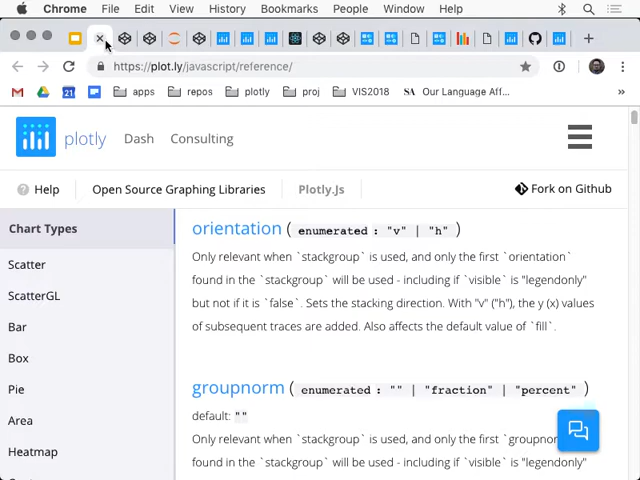 Chrome File Edit View History Bookmarks People Window Help
https://plot.ly/javascript/reference/
21 apps repos plotly proj VIS2018 SA Our Language Aff... »
plotly Dash Consulting
Help Open Source Graphing Libraries Plotly.Js Fork on Github
Chart Types
Scatter
ScatterGL
Bar
Box
Pie
Area
Heatmap
orientation ( enumerated : "v" | "h" )
Only relevant when `stackgroup` is used, and only the first `orientation`
found in the `stackgroup` will be used - including if `visible` is "legendonly"
but not if it is `false`. Sets the stacking direction. With "v" ("h"), the y (x) values
of subsequent traces are added. Also affects the default value of `fill`.
groupnorm ( enumerated : "" | "fraction" | "percent" )
default: ""
Only relevant when `stackgroup` is used, and only the first `groupnor
found in the `stackgroup` will be used - including if `visible` is "legendonly